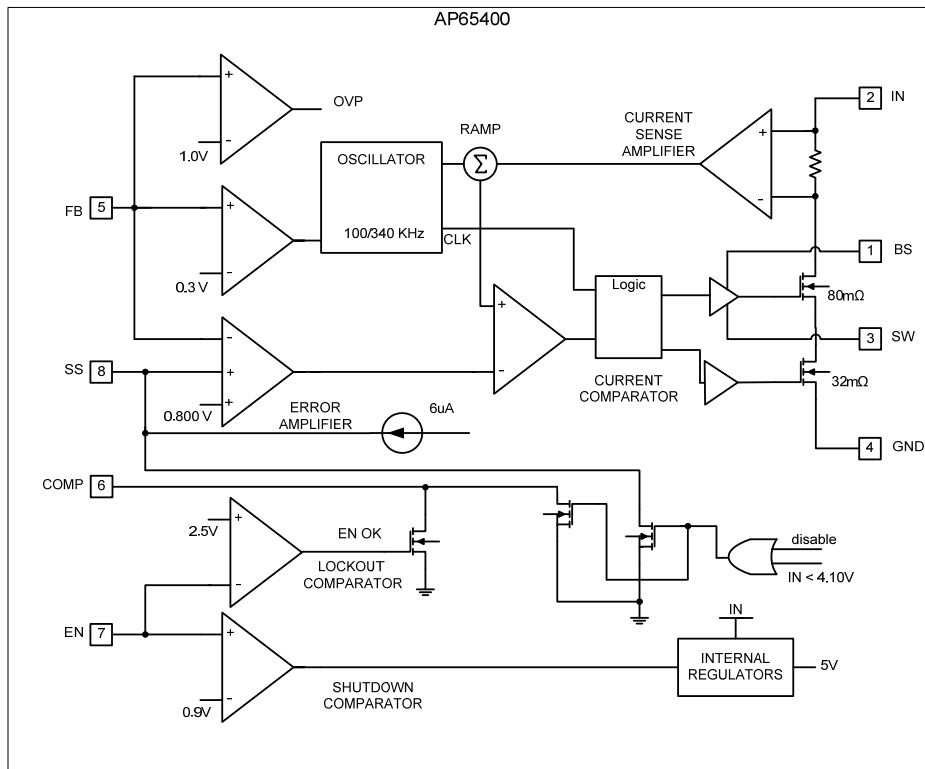 AP65400
+
OVP
-
1.0V
2
IN
RAMP
CURRENT
SENSE
AMPLIFIER
+
-
OSCILLATOR
Σ
100/340 KHz
CLK
FB
5
+
-
0.3 V
1
BS
Logic
80mΩ
+
-
3
SW
SS
8
-
+
+
0.800 V
ERROR
AMPLIFIER
6uA
CURRENT
COMPARATOR
32mΩ
4
GND
COMP
6
2.5V
+
-
EN OK
LOCKOUT
COMPARATOR
disable
IN < 4.10V
EN
7
+
-
0.9V
SHUTDOWN
COMPARATOR
IN
INTERNAL
REGULATORS
5V